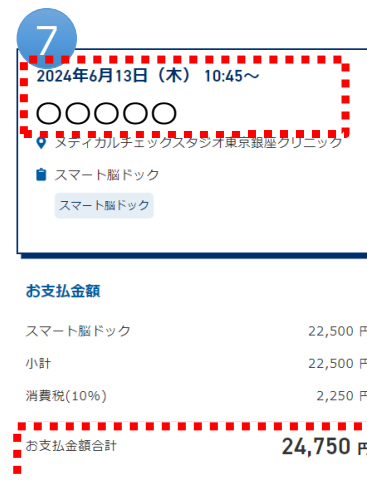 7
2024年6月13日（木） 10:45〜
〇〇〇〇〇
メディカルチェックスタジオ東京銀座クリニック
スマート脳ドック
スマート脳ドック
お支払金額
スマート脳ドック 22,500 円
小計 22,500 円
消費税(10%) 2,250 円
お支払金額合計 24,750 円